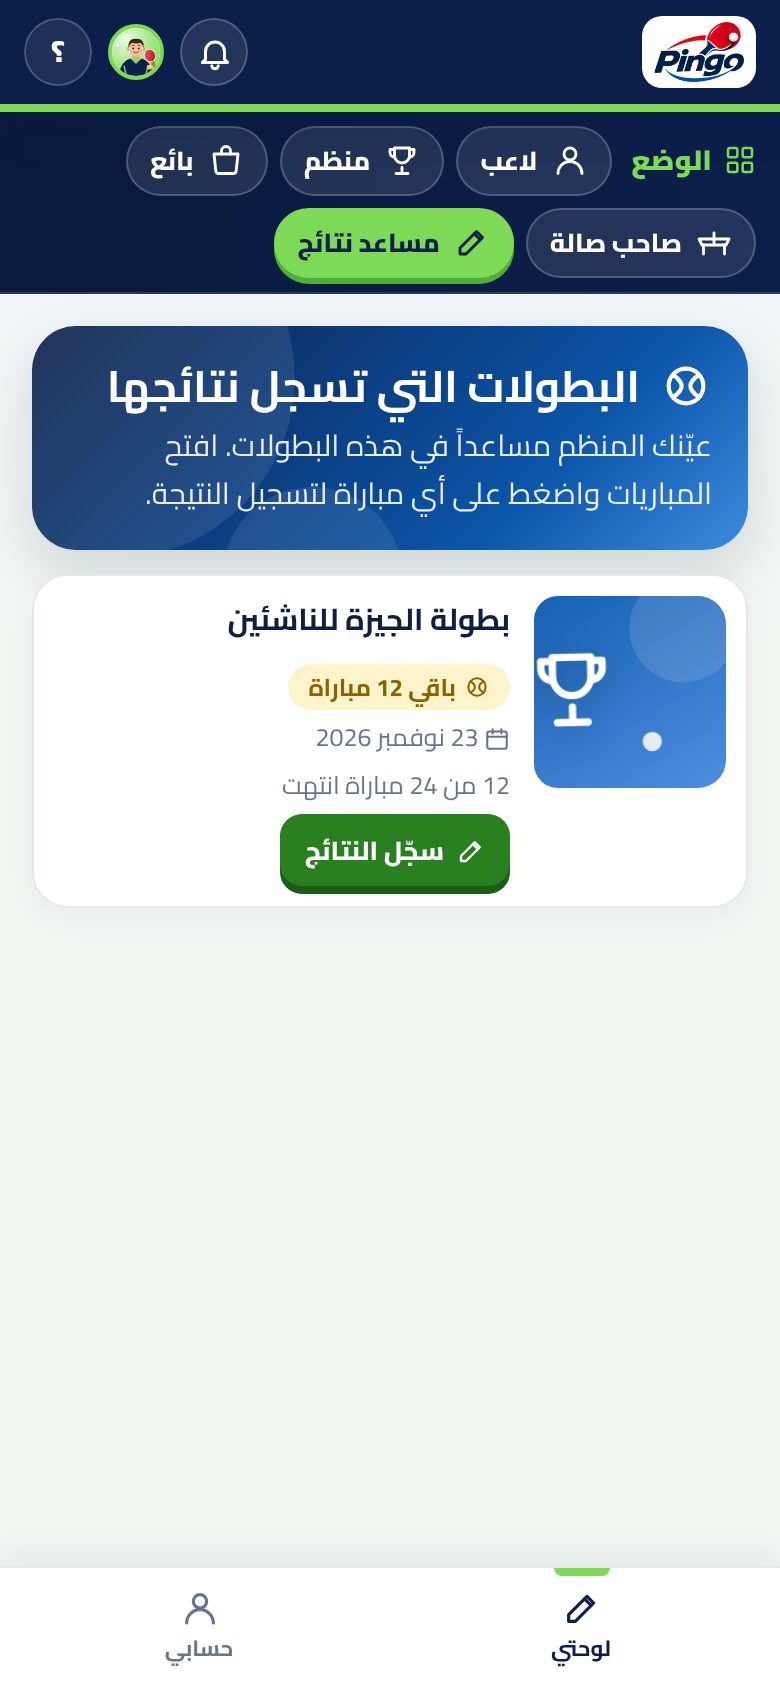 Pingo
؟
الوضع
لاعب
منظم
بائع
صاحب صالة
مساعد نتائج
البطولات التي تسجل نتائجها
عيّنك المنظم مساعداً في هذه البطولات. افتح
المباريات واضغط على أي مباراة لتسجيل النتيجة.
بطولة الجيزة للناشئين
باقي 12 مباراة
23 نوفمبر 2026
12 من 24 مباراة انتهت
سجّل النتائج
لوحتي
حسابي